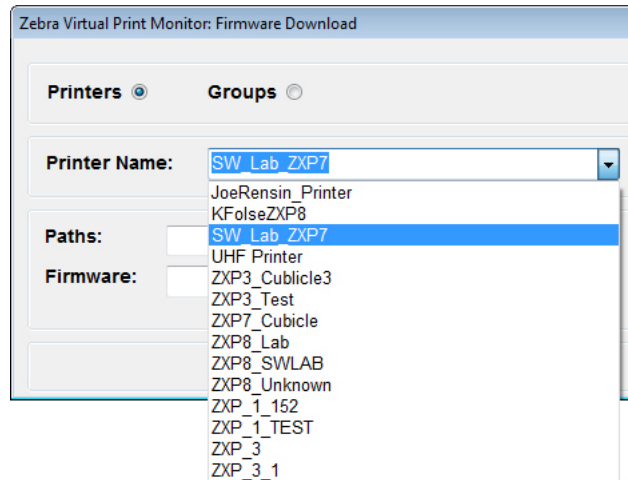 Zebra Virtual Print Monitor: Firmware Download
Printers Groups
Printer Name: SW_Lab_ZXP7
JoeRensin_Printer
KFolseZXP8
SW_Lab_ZXP7
Paths:
UHF Printer
Firmware:
ZXP3_Cublicle3
ZXP3_Test
ZXP7_Cubicle
ZXP8_Lab
ZXP8_SWLAB
ZXP8_Unknown
ZXP_1_152
ZXP_1_TEST
ZXP_3
ZXP_3_1